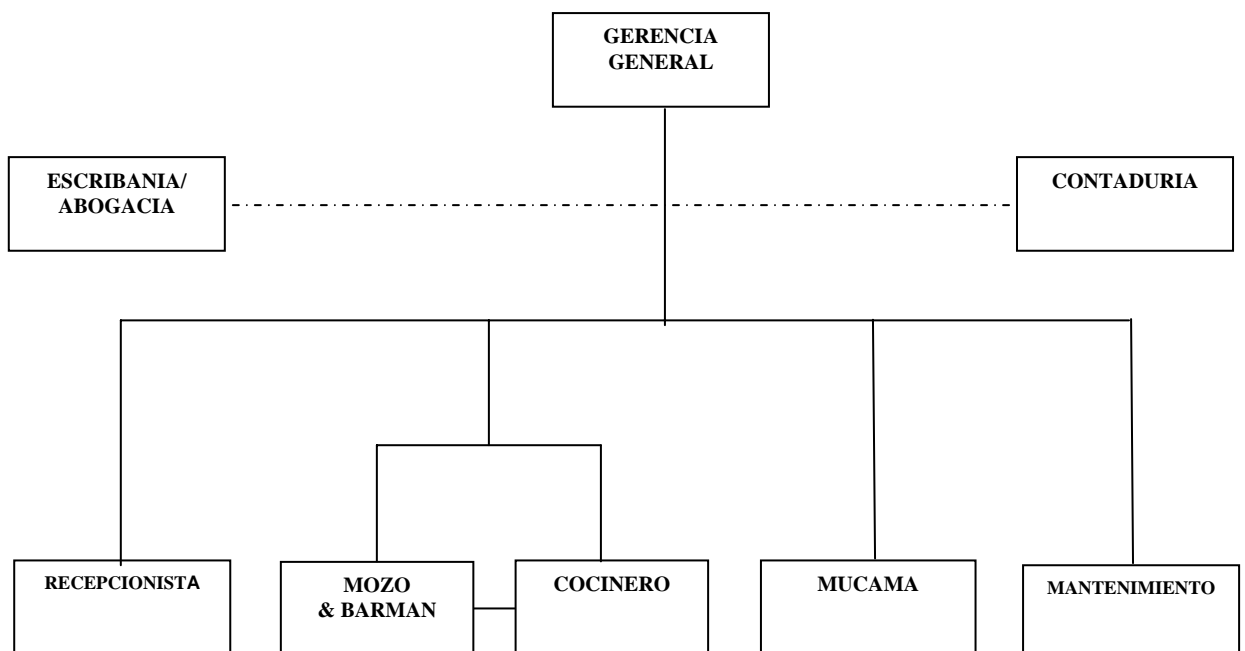 GERENCIA
GENERAL
ESCRIBANIA/
ABOGACIA
CONTADURIA
RECEPCIONISTA
MOZO
& BARMAN
COCINERO
MUCAMA
MANTENIMIENTO